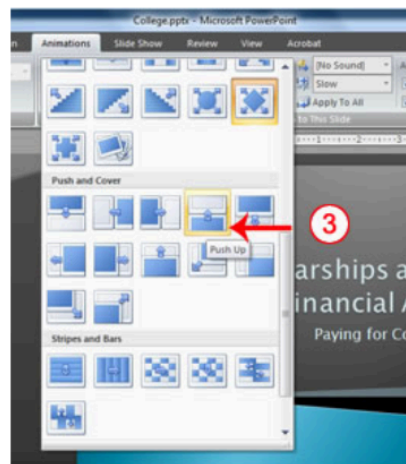 College.pptx - Microsoft PowerPoint
Animations Slide Show Review View Acrobat
[No Sound]
Slow
Apply To All
to This Slide
Push and Cover
3
Push Up
arships a
inancial A
Paying for Co
Stripes and Bars